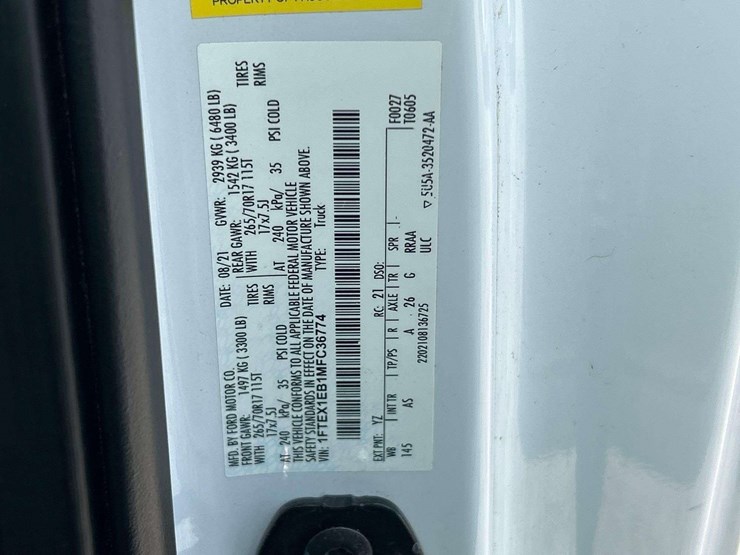 MFD. BY FORD MOTOR CO.
DATE: 08/21 GVWR: 2939 KG ( 6480 LB)
FRONT GAWR: 1497 KG ( 3300 LB) REAR GAWR: 1542 KG ( 3400 LB)
WITH 265/70R17 115T TIRES WITH 265/70R17 115T TIRES
17x7.5J RIMS 17x7.5J RIMS
AT 240 kPa/ 35 PSI COLD AT 240 kPa/ 35 PSI COLD
THIS VEHICLE CONFORMS TO ALL APPLICABLE FEDERAL MOTOR VEHICLE
SAFETY STANDARDS IN EFFECT ON THE DATE OF MANUFACTURE SHOWN ABOVE.
VIN: 1FTEX1EB1MFC36774 TYPE: Truck
EXT PNT: YZ RC: 21 DSO: F0027
WB INT TR TP/PS R AXLE TR SPR T0605
145 AS A 26 G RRAA
2202108136725 ULC
5U5A-3520472-AA